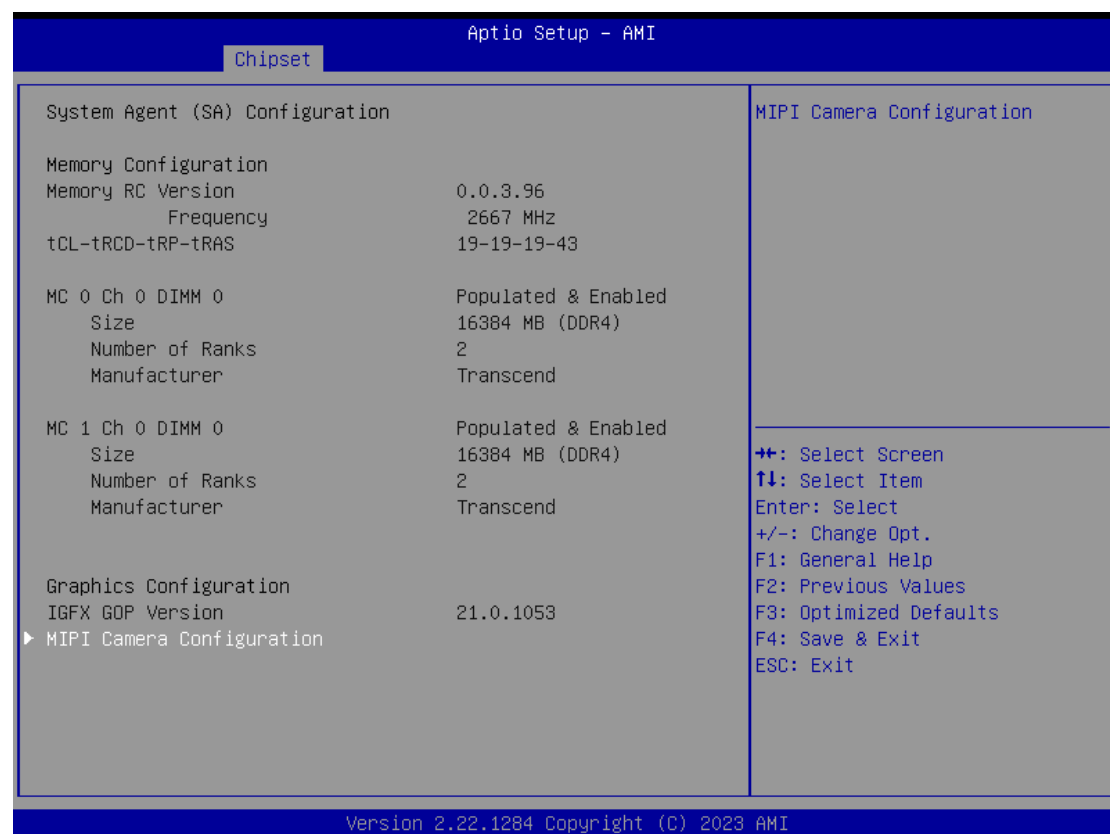 Aptio Setup – AMI
Chipset
System Agent (SA) Configuration
Memory Configuration
Memory RC Version 0.0.3.96
Frequency 2667 MHz
tCL-tRCD-tRP-tRAS 19-19-19-43
MC 0 Ch 0 DIMM 0 Populated & Enabled
Size 16384 MB (DDR4)
Number of Ranks 2
Manufacturer Transcend
MC 1 Ch 0 DIMM 0 Populated & Enabled
Size 16384 MB (DDR4)
Number of Ranks 2
Manufacturer Transcend
Graphics Configuration
IGFX GOP Version 21.0.1053
▶ MIPI Camera Configuration
MIPI Camera Configuration
→←: Select Screen
↑↓: Select Item
Enter: Select
+/-: Change Opt.
F1: General Help
F2: Previous Values
F3: Optimized Defaults
F4: Save & Exit
ESC: Exit
Version 2.22.1284 Copyright (C) 2023 AMI